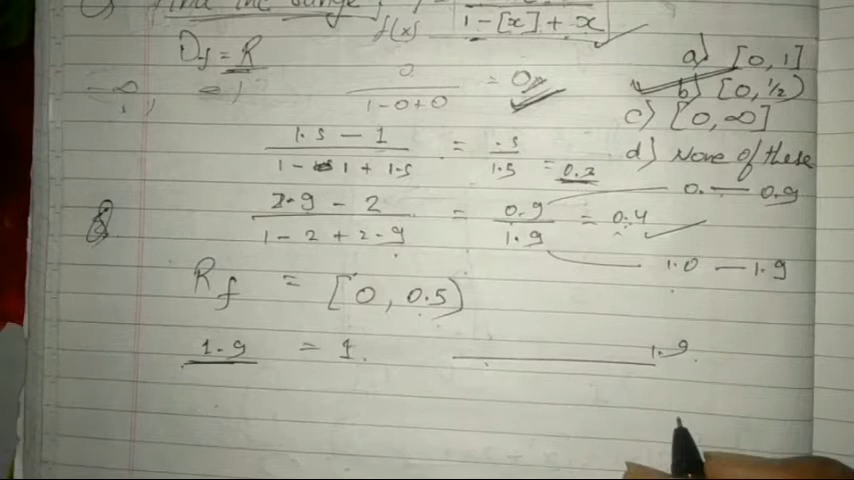 Find the range,
f(x) 1-[x]+x
Df = R
a) [0, 1]
b) [0, 1/2)
c) [0, ∞]
d) None of these
0 / 1-0+0 = 0
1.5 - 1 / 1 - 1 + 1.5 = .5 / 1.5 = 0.3
2.9 - 2 / 1 - 2 + 2.9 = 0.9 / 1.9 = 0.4
0. — 0.9
1.0 — 1.9
Rf = [0, 0.5)
1.9 = 1. 1.9